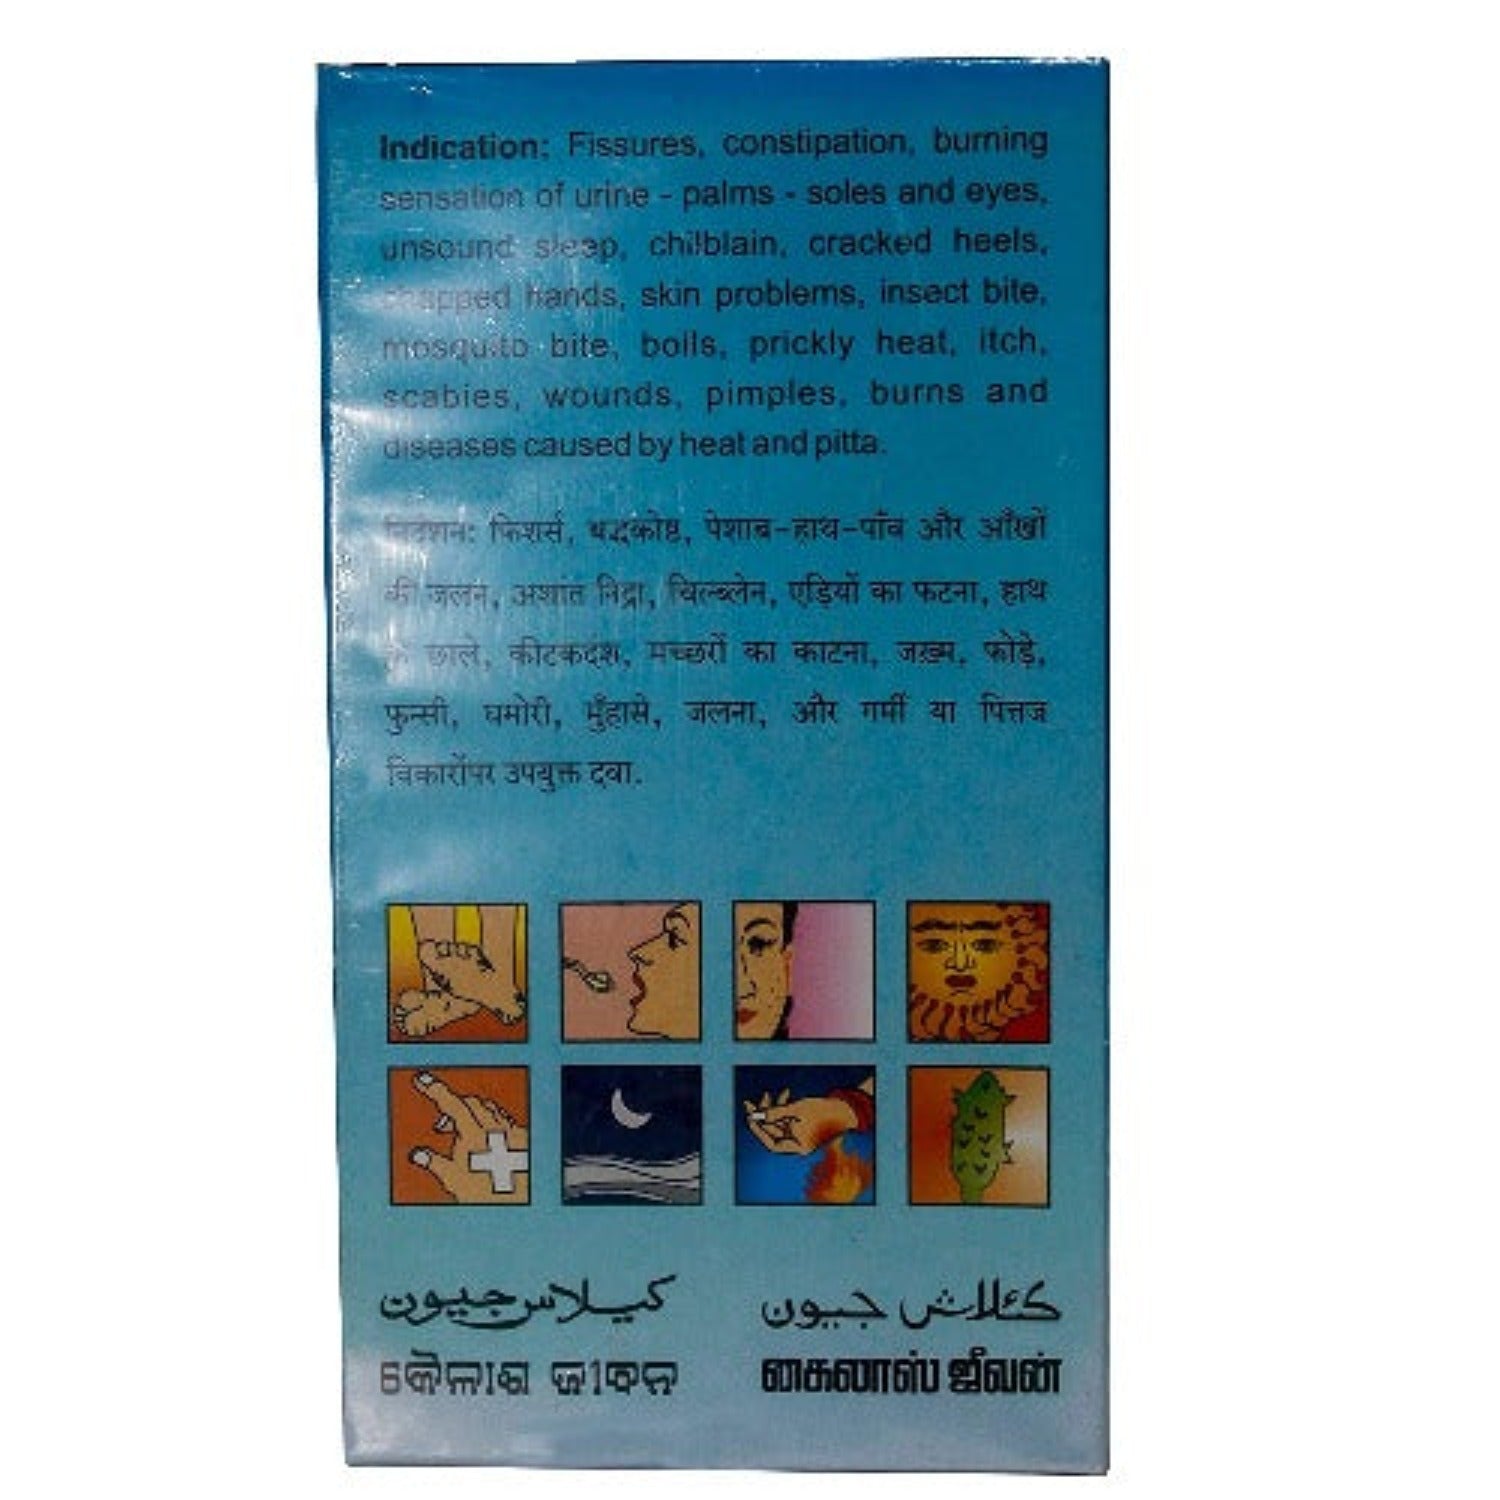 Indication: Fissures, constipation, burning
sensation of urine - palms - soles and eyes,
unsound sleep, chilblain, cracked heels,
chapped hands, skin problems, insect bite,
mosquito bite, boils, prickly heat, itch,
scabies, wounds, pimples, burns and
diseases caused by heat and pitta.
निर्देशन: फिशर्स, बद्धकोष्ठ, पेशाब-हाथ-पाँव और आँखों
की जलन, अशांत निद्रा, चिल्ब्लेन, एड़ियों का फटना, हाथ
के छाले, कीटकदंश, मच्छरों का काटना, जख़्म, फोड़े,
फुन्सी, घमोरी, मुँहासे, जलना, और गर्मी या पित्तज
विकारोंपर उपयुक्त दवा.
کیلاس جیون کئلاش جیون
କୈଳାଶ ଜୀବନ கைலாஸ் ஜீவன்